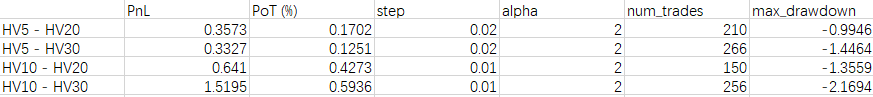 PnL PoT (%) step alpha num_trades max_drawdown
HV5 - HV20 0.3573 0.1702 0.02 2 210 -0.9946
HV5 - HV30 0.3327 0.1251 0.02 2 266 -1.4464
HV10 - HV20 0.641 0.4273 0.01 2 150 -1.3559
HV10 - HV30 1.5195 0.5936 0.01 2 256 -2.1694